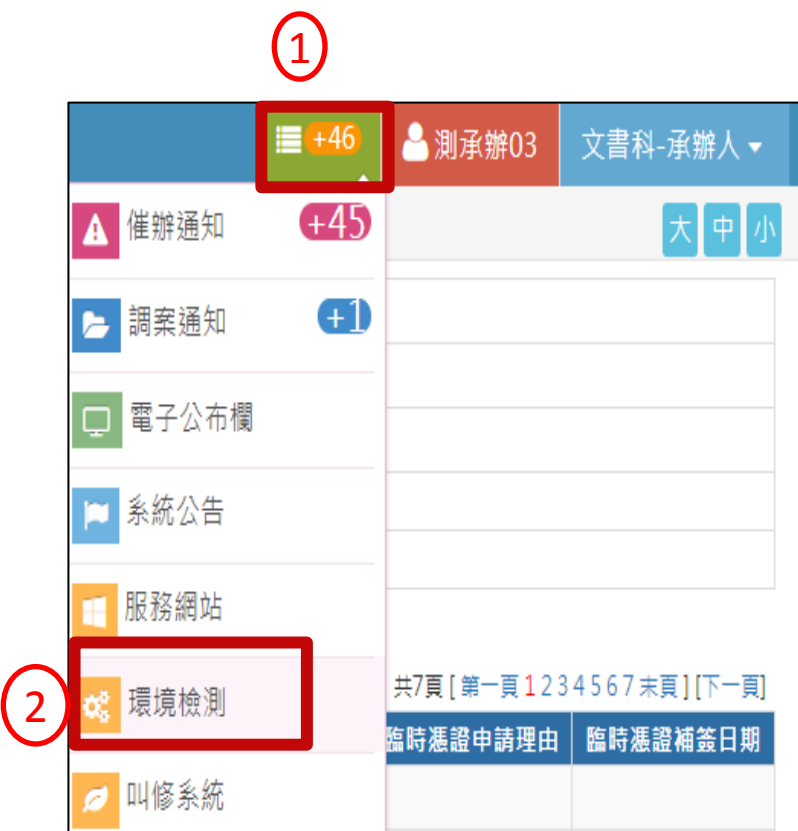 1
+46 測承辦03 文書科-承辦人
催辦通知 +45 大 中 小
調案通知 +1
電子公布欄
系統公告
服務網站
2 環境檢測 共7頁 [ 第一頁 1 2 3 4 5 6 7 末頁 ] [下一頁]
臨時憑證申請理由 臨時憑證補簽日期
叫修系統